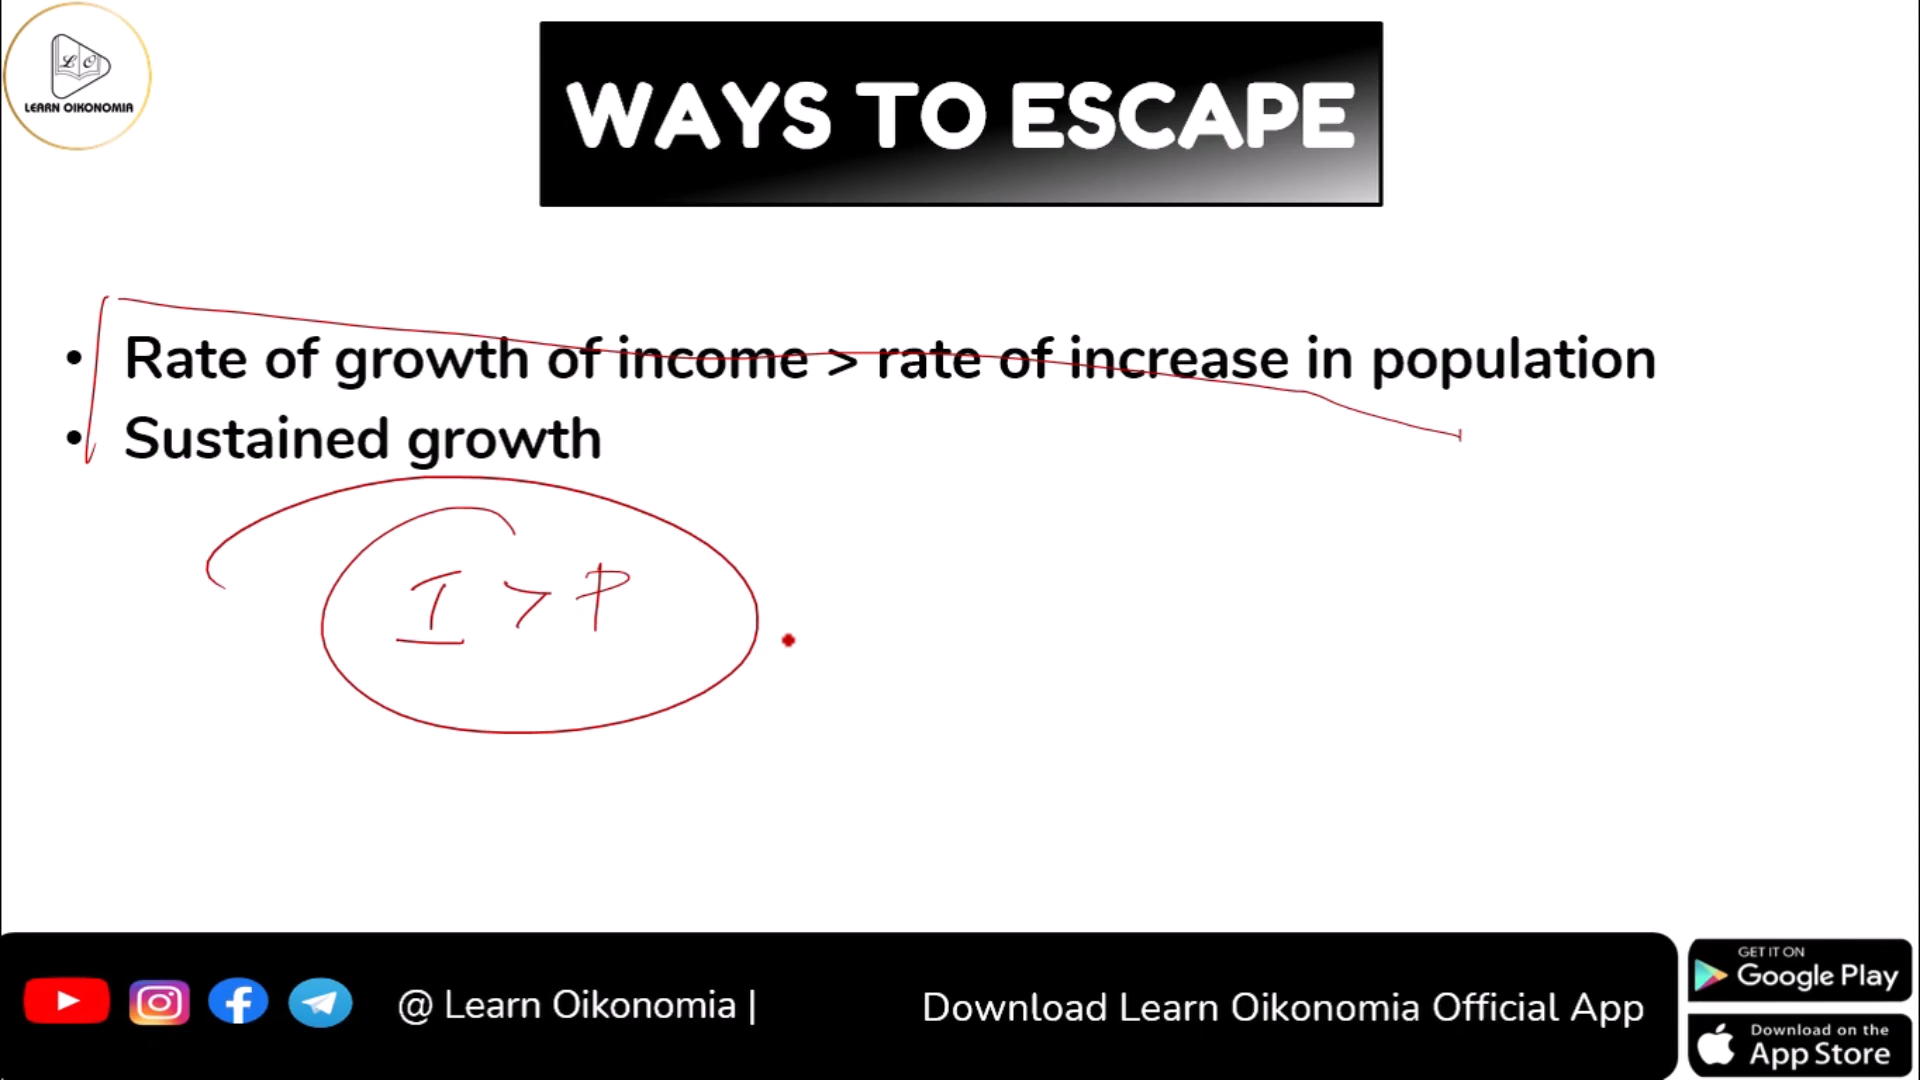 L O
LEARN OIKONOMIA
WAYS TO ESCAPE
• Rate of growth of income > rate of increase in population
• Sustained growth
I > P
@ Learn Oikonomia |
Download Learn Oikonomia Official App
GET IT ON
Google Play
Download on the
App Store